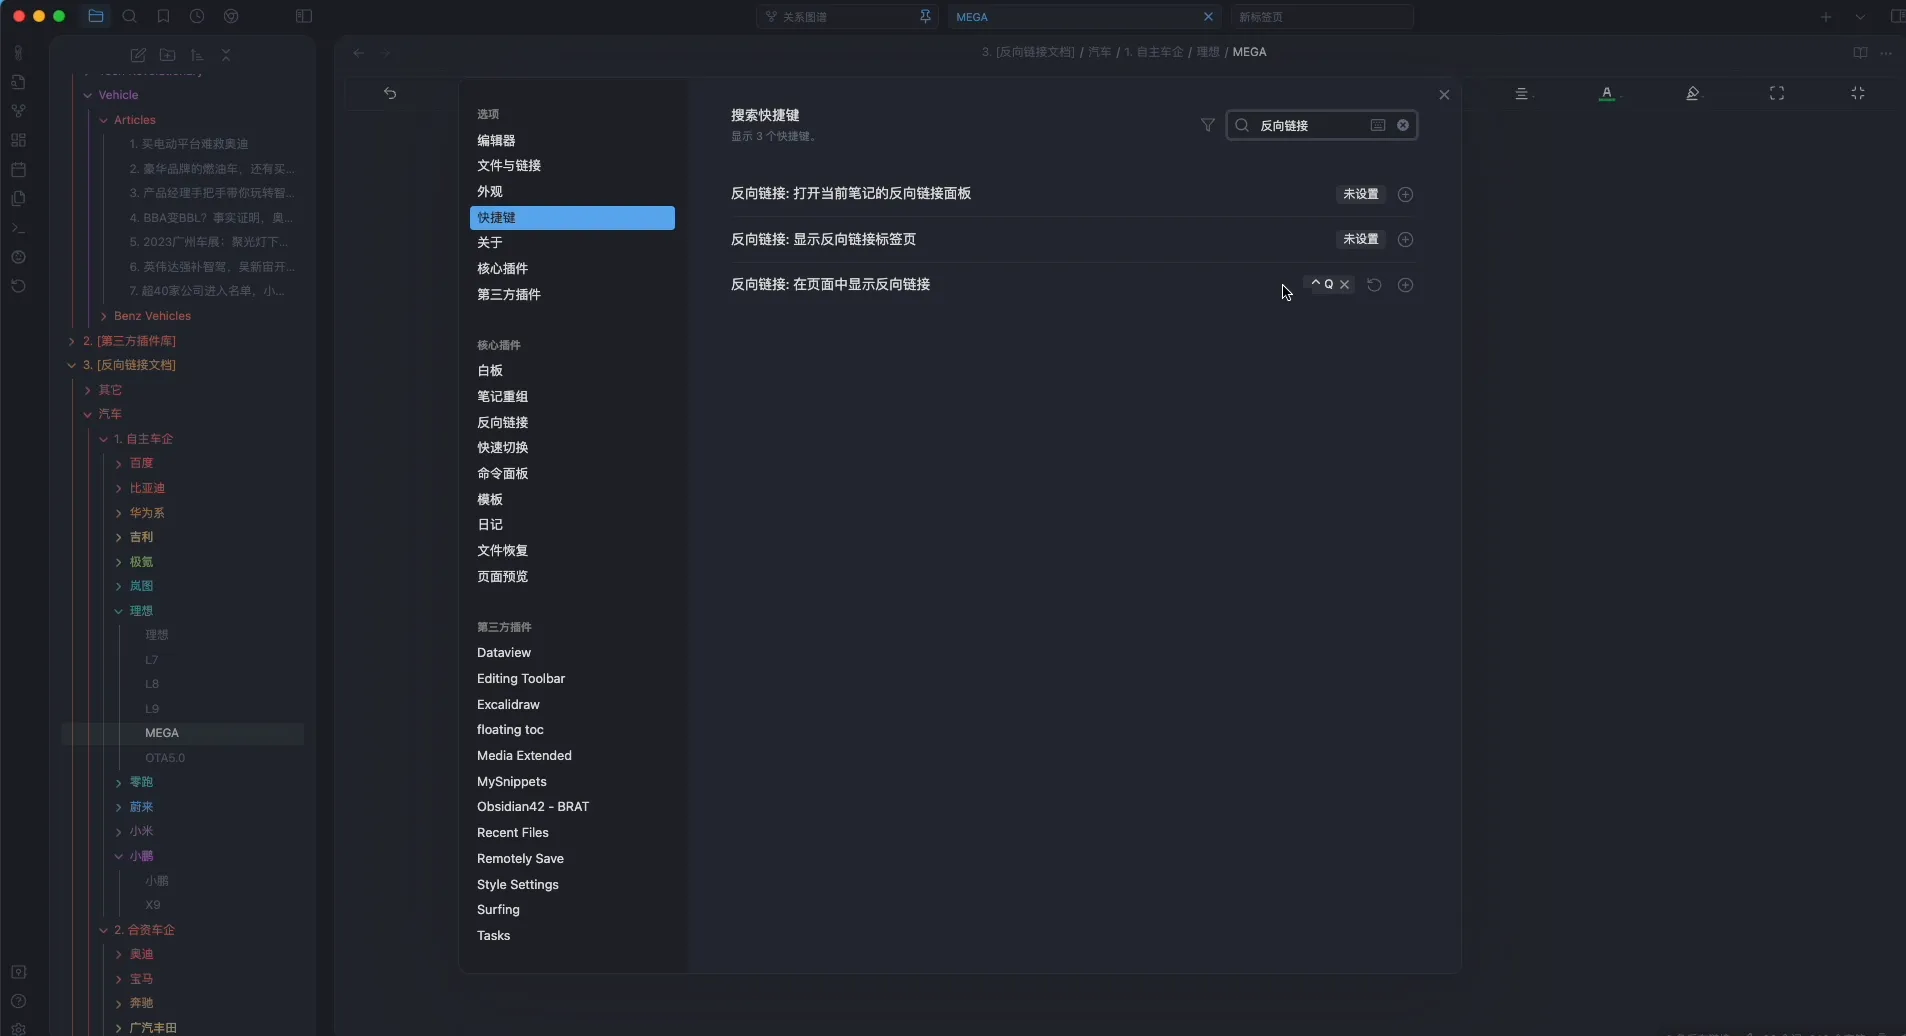 关系图谱
MEGA
新标签页
3. [反向链接文档] / 汽车 / 1. 自主车企 / 理想 / MEGA
Vehicle
Articles
1. 买电动平台难救奥迪
2. 豪华品牌的燃油车，还有买...
3. 产品经理手把手带你玩转智...
4. BBA变BBL？事实证明，奥...
5. 2023广州车展：聚光灯下...
6. 英伟达强补智驾，吴新宙开...
7. 超40家公司进入名单，小...
Benz Vehicles
2. [第三方插件库]
3. [反向链接文档]
其它
汽车
1. 自主车企
百度
比亚迪
华为系
吉利
极氪
岚图
理想
理想
L7
L8
L9
MEGA
OTA5.0
零跑
蔚来
小米
小鹏
小鹏
X9
2. 合资车企
奥迪
宝马
奔驰
广汽丰田
选项
编辑器
文件与链接
外观
快捷键
关于
核心插件
第三方插件
核心插件
白板
笔记重组
反向链接
快速切换
命令面板
模板
日记
文件恢复
页面预览
第三方插件
Dataview
Editing Toolbar
Excalidraw
floating toc
Media Extended
MySnippets
Obsidian42 - BRAT
Recent Files
Remotely Save
Style Settings
Surfing
Tasks
搜索快捷键
显示 3 个快捷键。
反向链接
反向链接: 打开当前笔记的反向链接面板
未设置
反向链接: 显示反向链接标签页
未设置
反向链接: 在页面中显示反向链接
^ Q